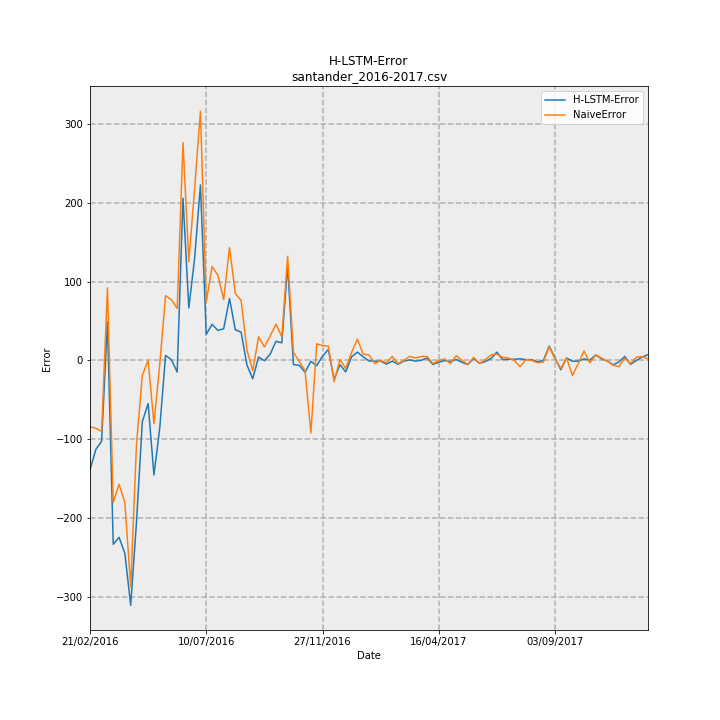 H-LSTM-Error
santander_2016-2017.csv
H-LSTM-Error
NaiveError
300
200
100
0
−100
−200
−300
Error
21/02/2016
10/07/2016
27/11/2016
16/04/2017
03/09/2017
Date